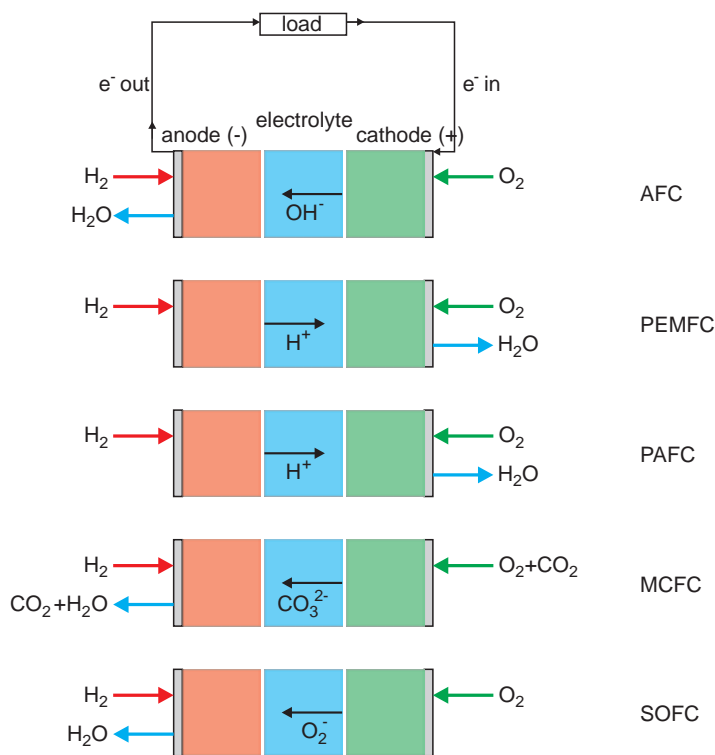 load
e⁻ out
e⁻ in
electrolyte
anode (-)
cathode (+)
H₂
O₂
AFC
H₂O
OH⁻
H₂
O₂
PEMFC
H⁺
H₂O
H₂
O₂
PAFC
H⁺
H₂O
H₂
O₂+CO₂
MCFC
CO₂+H₂O
CO₃²⁻
H₂
O₂
SOFC
H₂O
O₂⁻